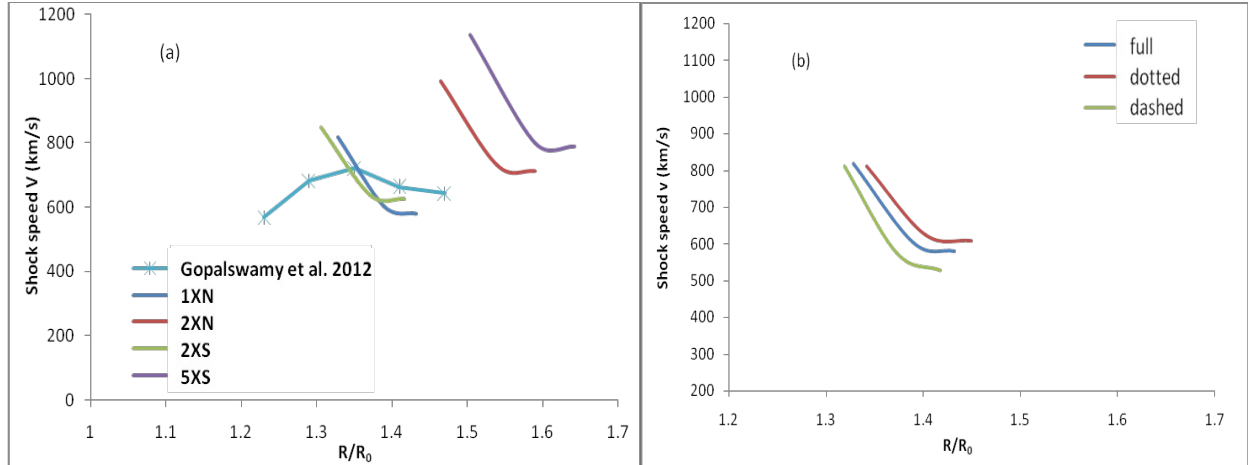 (a)
Shock speed V (km/s)
1200
1000
800
600
400
200
0
Gopalswamy et al. 2012
1XN
2XN
2XS
5XS
1
1.1
1.2
1.3
1.4
1.5
1.6
1.7
R/R₀
(b)
Shock speed v (km/s)
1200
1100
1000
900
800
700
600
500
400
300
200
full
dotted
dashed
1.2
1.3
1.4
1.5
1.6
1.7
R/R₀